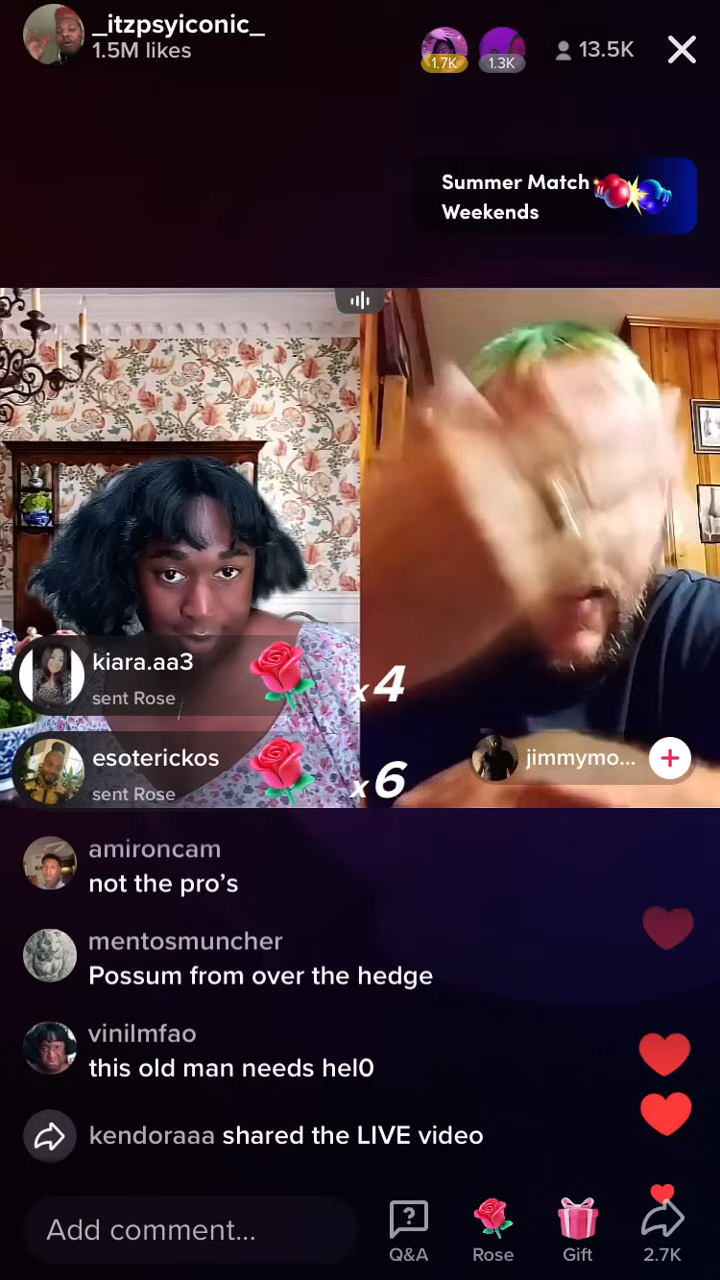 _itzpsyiconic_
1.5M likes
1.7K
1.3K
13.5K
Summer Match
Weekends
kiara.aa3
sent Rose
x4
esoterickos
sent Rose
x6
jimmymo...
amironcam
not the pro’s
mentosmuncher
Possum from over the hedge
vinilmfao
this old man needs hel0
kendoraaa shared the LIVE video
Add comment...
Q&A
Rose
Gift
2.7K